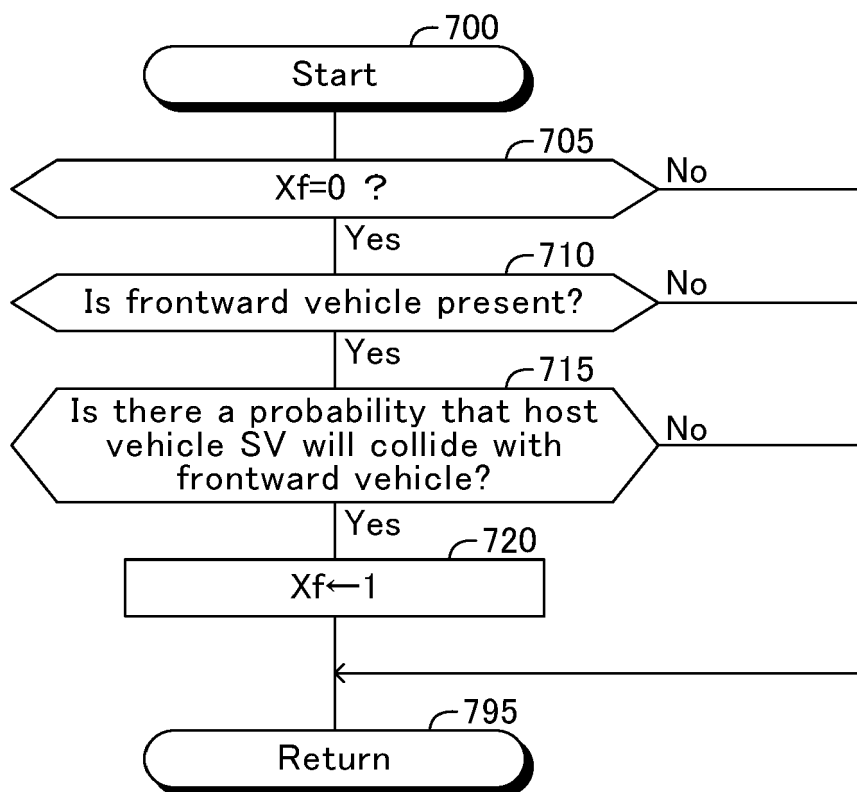 700
Start
705
Xf=0 ?
No
Yes
710
Is frontward vehicle present?
No
Yes
715
Is there a probability that host
vehicle SV will collide with
frontward vehicle?
No
Yes
720
Xf←1
795
Return